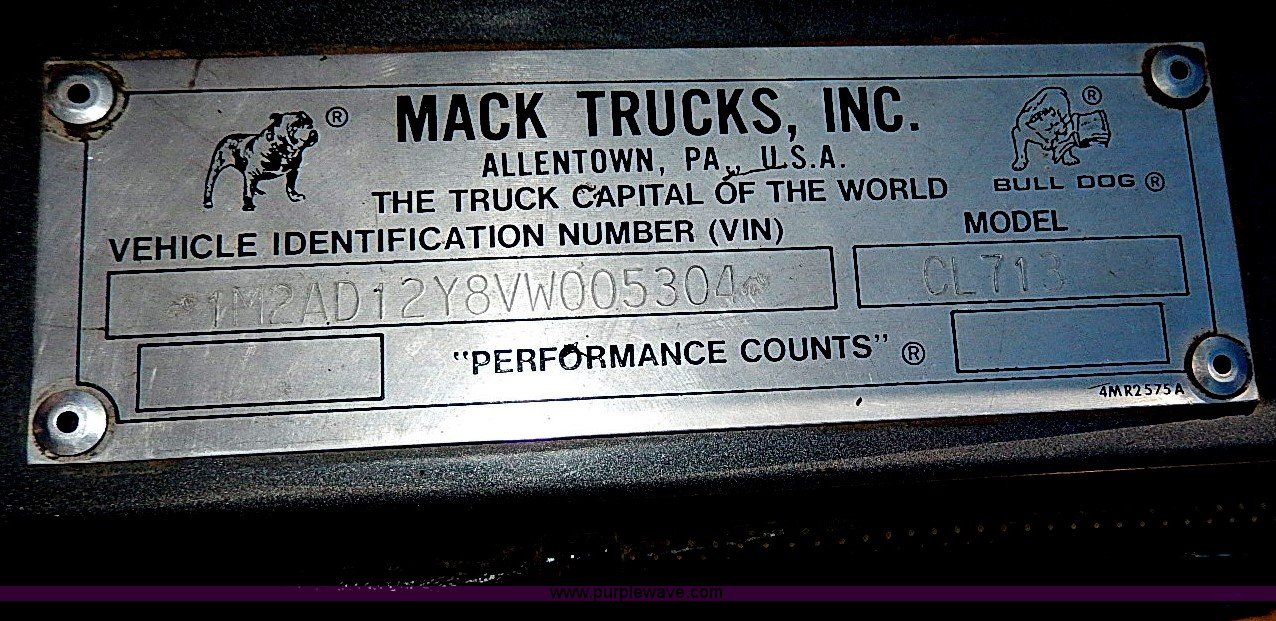 MACK TRUCKS, INC.
ALLENTOWN, PA., U.S.A.
THE TRUCK CAPITAL OF THE WORLD
® BULL DOG ®
®
VEHICLE IDENTIFICATION NUMBER (VIN)
MODEL
*1M2AD12Y8VW005304*
CL713
"PERFORMANCE COUNTS" ®
4MR2575A
www.purplewave.com